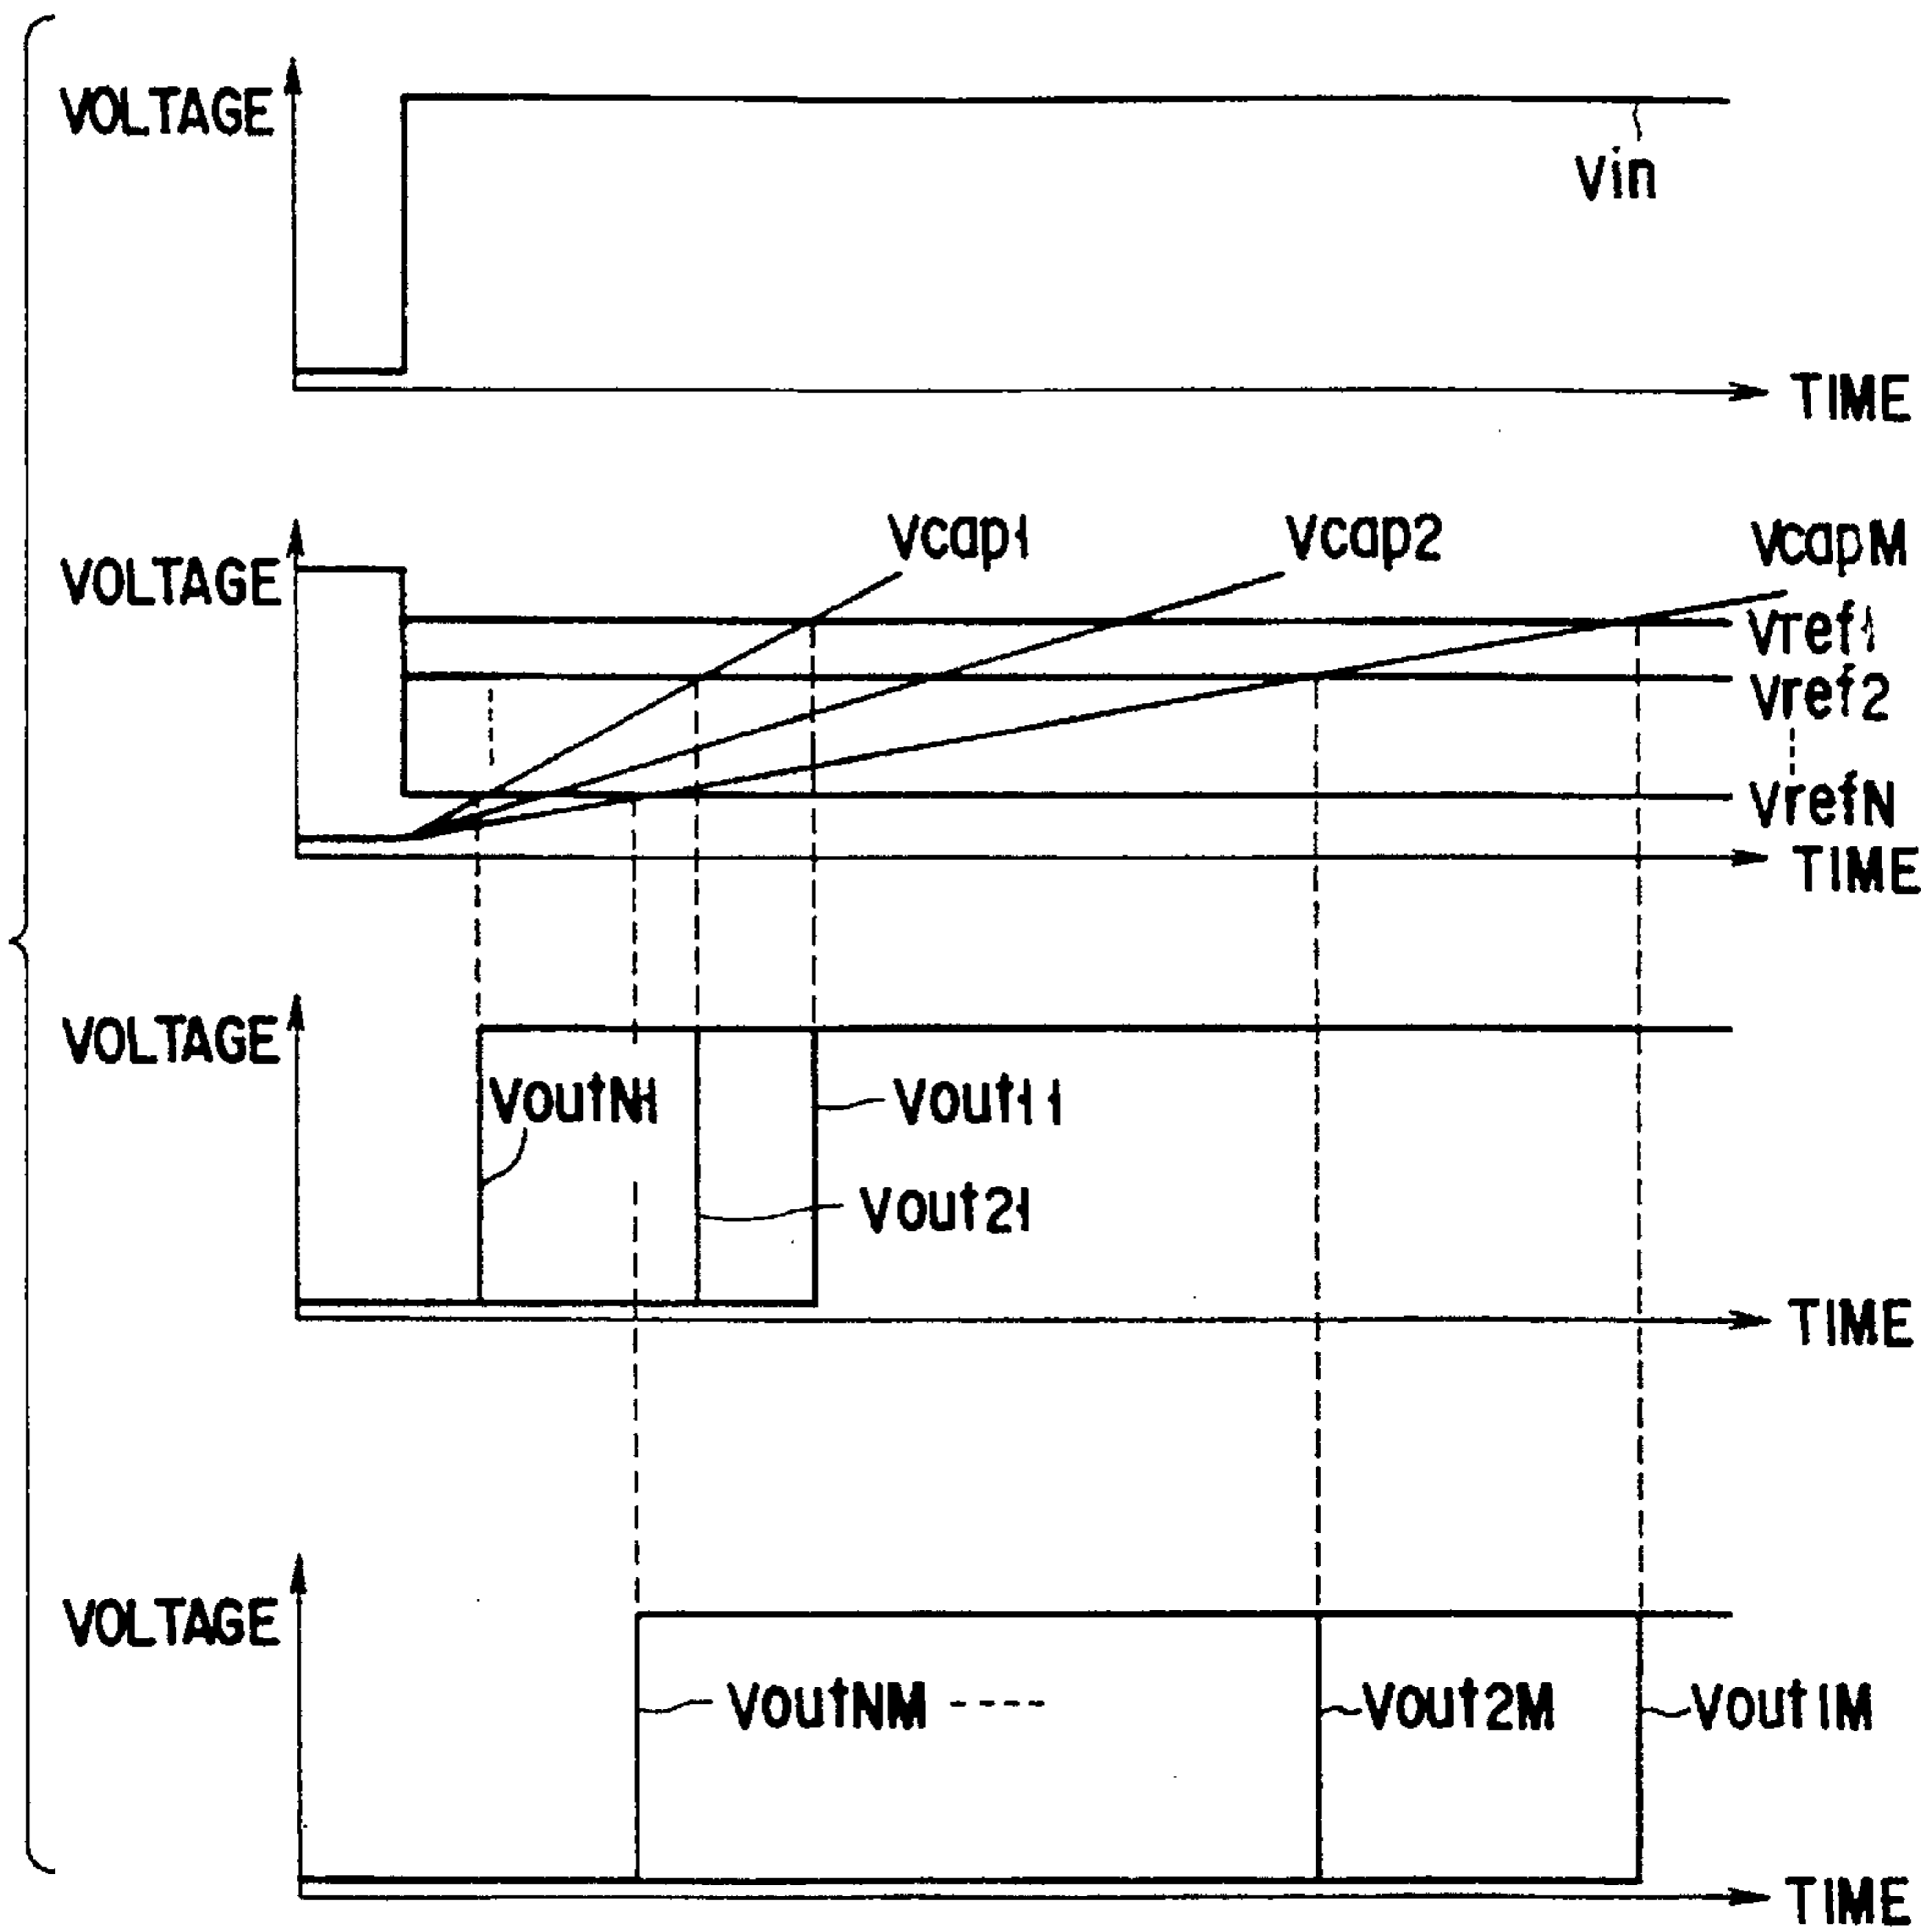 VOLTAGE
Vin
TIME
Vcap1
Vcap2
VcapM
VOLTAGE
Vref1
Vref2
VrefN
TIME
VOLTAGE
VoutN1
Vout11
Vout21
TIME
VOLTAGE
VoutNM ----
Vout2M
Vout1M
TIME